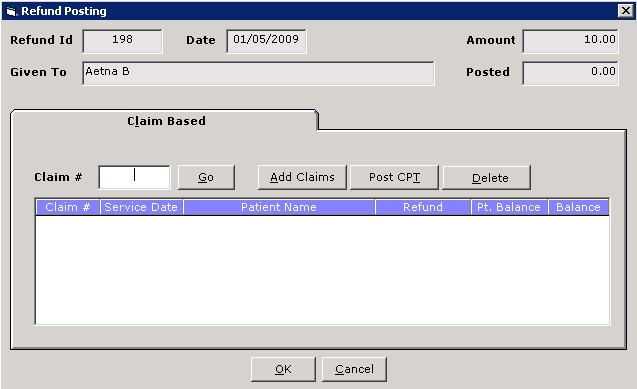 Refund Posting
Refund Id 198 Date 01/05/2009 Amount 10.00
Given To Aetna B Posted 0.00
Claim Based
Claim # Go Add Claims Post CPT Delete
Claim # Service Date Patient Name Refund Pt. Balance Balance
OK Cancel